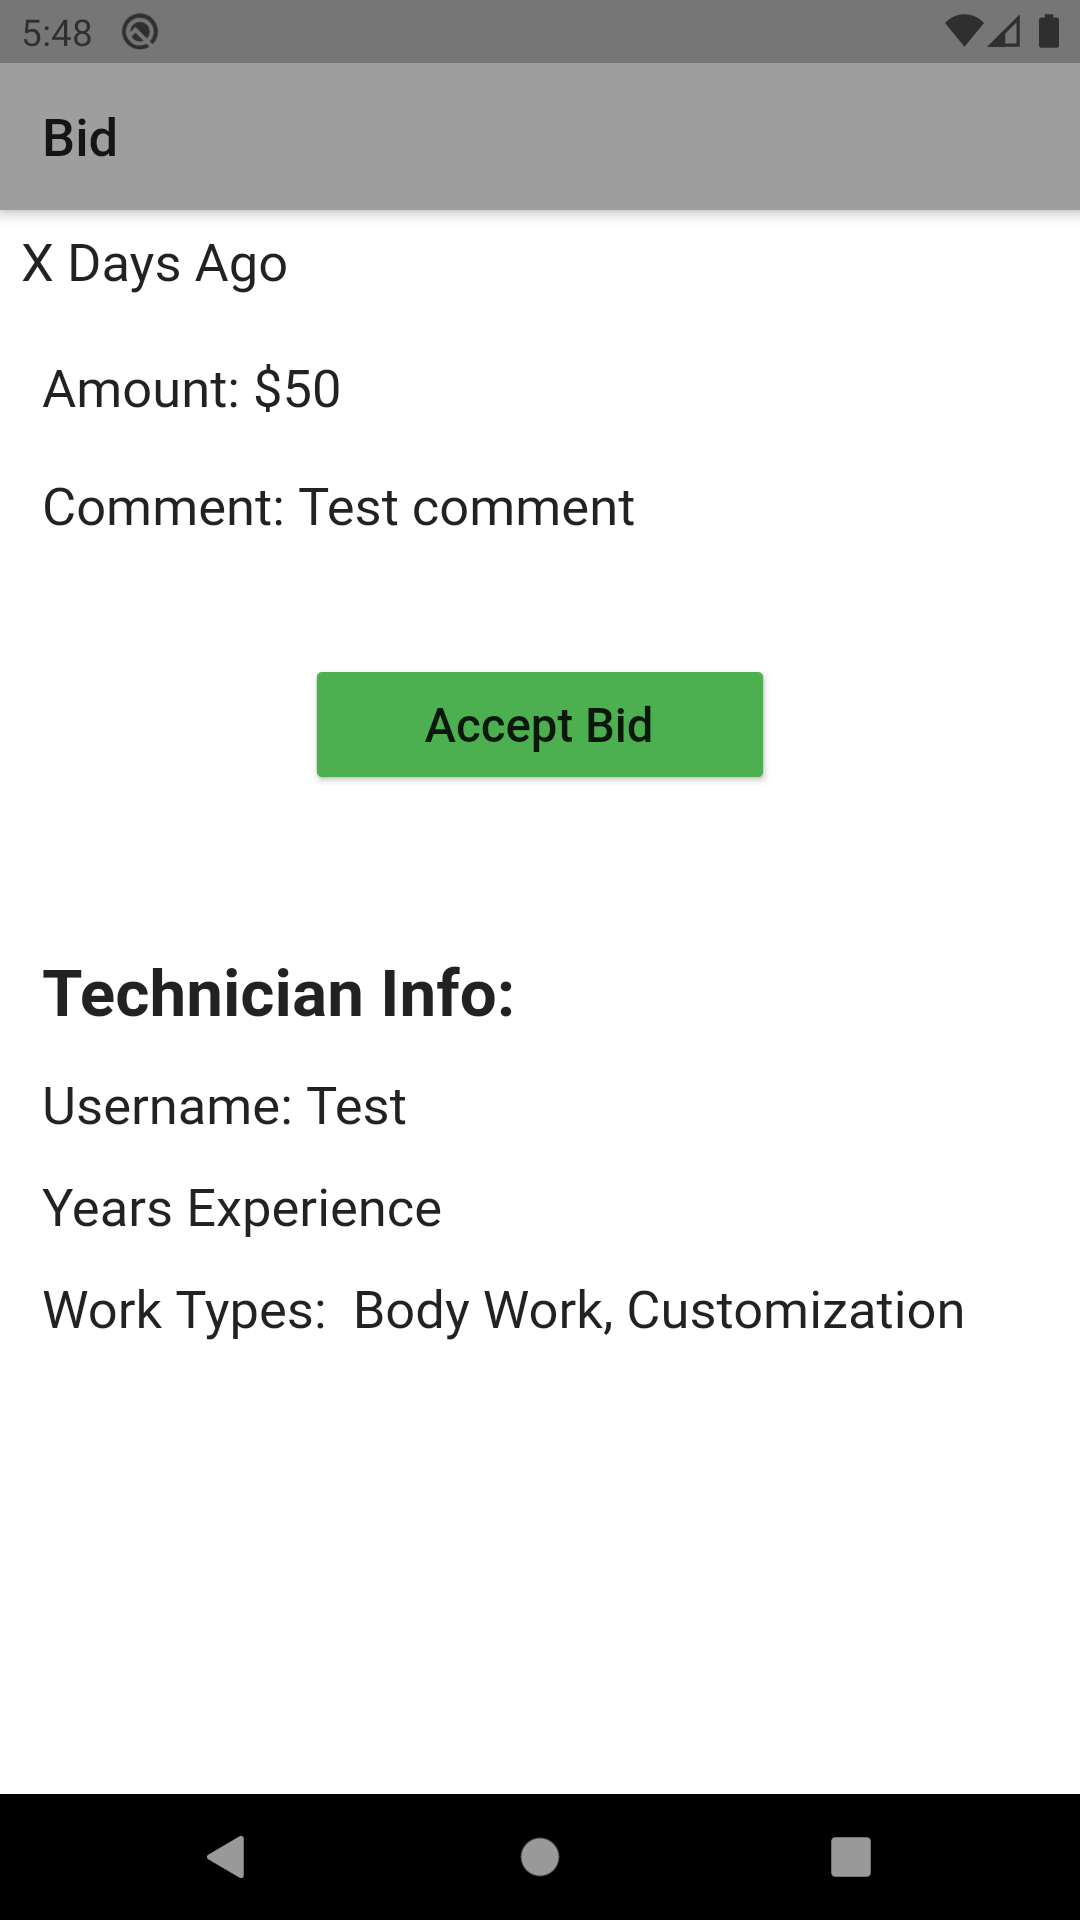 5:48
Bid
X Days Ago
Amount: $50
Comment: Test comment
Accept Bid
Technician Info:
Username: Test
Years Experience
Work Types:  Body Work, Customization